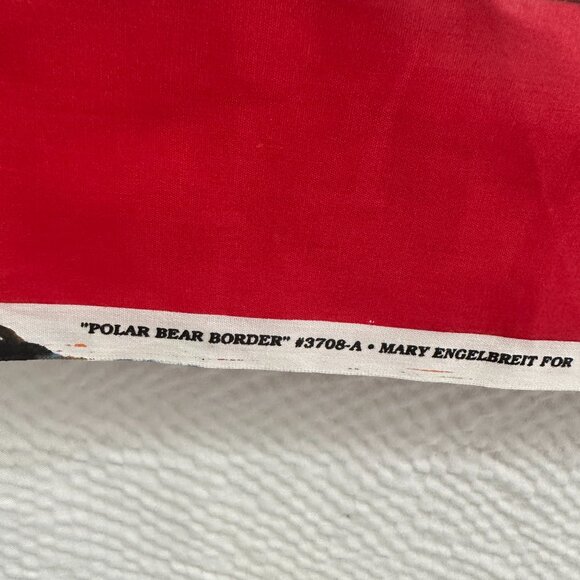 "POLAR BEAR BORDER" #3708-A • MARY ENGELBREIT FOR